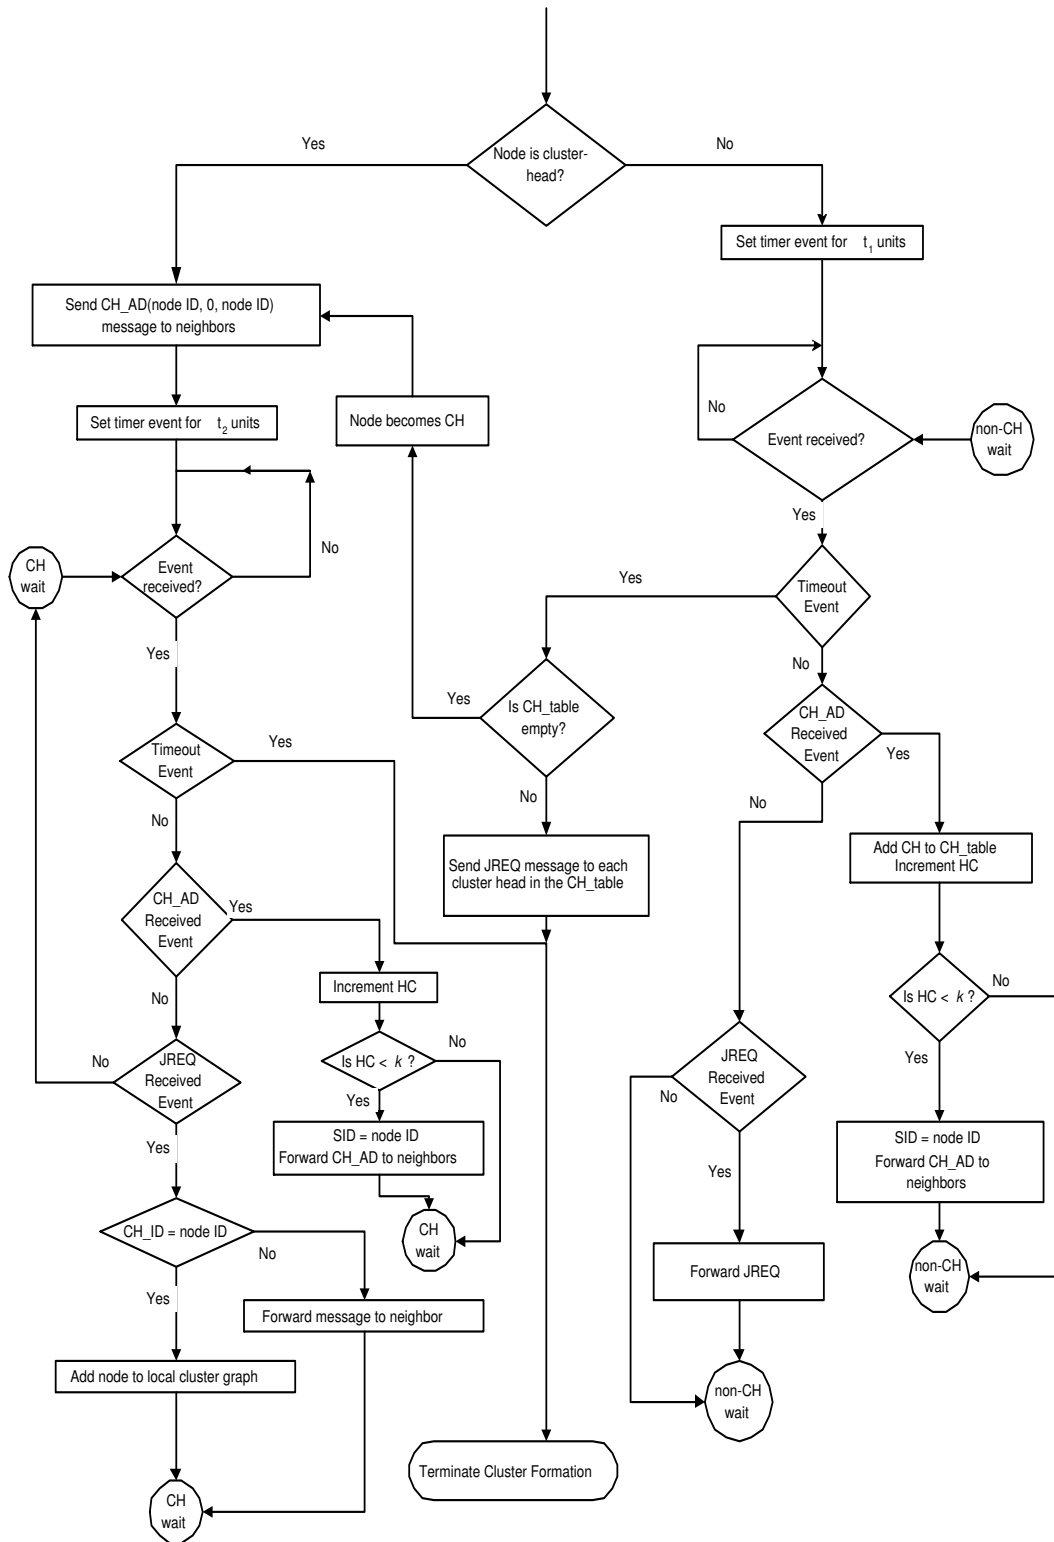 Yes
No
Node is cluster-
head?
Set timer event for t1 units
Send CH_AD(node ID, 0, node ID)
message to neighbors
Set timer event for t2 units
Node becomes CH
No
Event received?
non-CH
wait
Yes
No
CH
wait
Event
received?
Yes
Timeout
Event
Yes
No
Yes
Is CH_table
empty?
CH_AD
Received
Event
Yes
Timeout
Event
Yes
No
No
No
Send JREQ message to each
cluster head in the CH_table
Add CH to CH_table
Increment HC
CH_AD
Received
Event
Yes
Increment HC
No
Is HC < k ?
No
Is HC < k ?
No
Yes
No
JREQ
Received
Event
JREQ
Received
Event
No
Yes
Yes
SID = node ID
Forward CH_AD to neighbors
Yes
SID = node ID
Forward CH_AD to
neighbors
Yes
CH_ID = node ID
No
CH
wait
Forward JREQ
non-CH
wait
Yes
Forward message to neighbor
Add node to local cluster graph
non-CH
wait
Terminate Cluster Formation
CH
wait